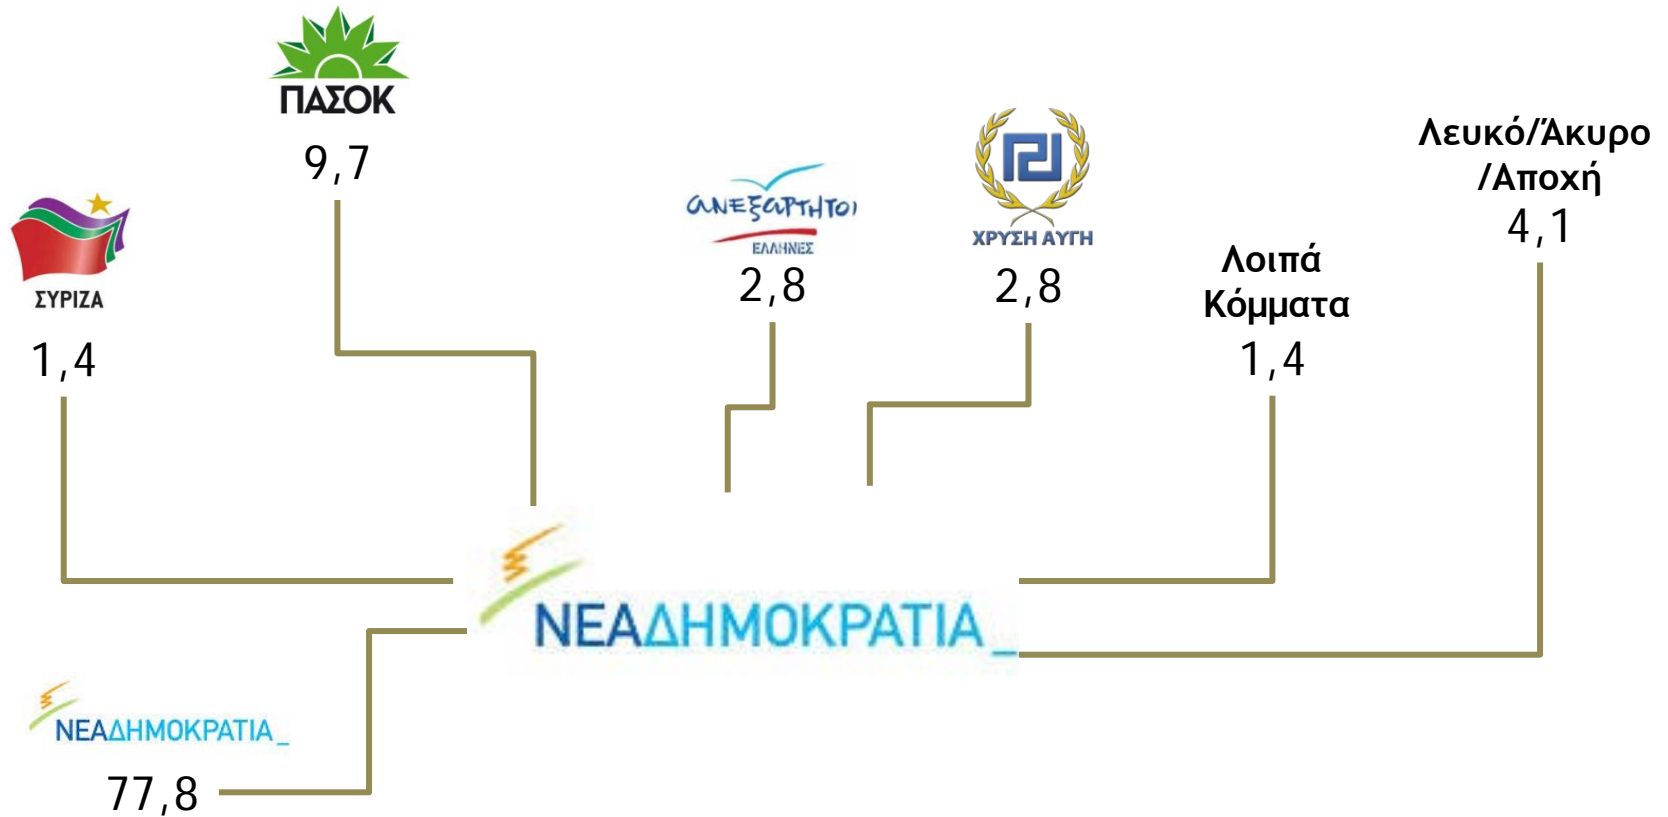 ΠΑΣΟΚ
9,7
ΣΥΡΙΖΑ
1,4
ανεξαρτητοι
ΕΛΛΗΝΕΣ
2,8
ΧΡΥΣΗ ΑΥΓΗ
2,8
Λοιπά
Κόμματα
1,4
Λευκό/Άκυρο
/Αποχή
4,1
ΝΕΑΔΗΜΟΚΡΑΤΙΑ_
ΝΕΑΔΗΜΟΚΡΑΤΙΑ_
77,8